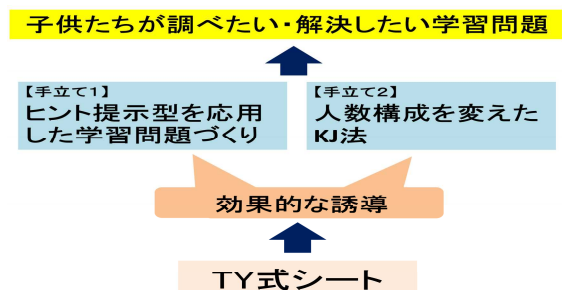 子供たちが調べたい・解決したい学習問題
【手立て1】
ヒント提示型を応用
した学習問題づくり
【手立て2】
人数構成を変えた
KJ法
効果的な誘導
TY式シート